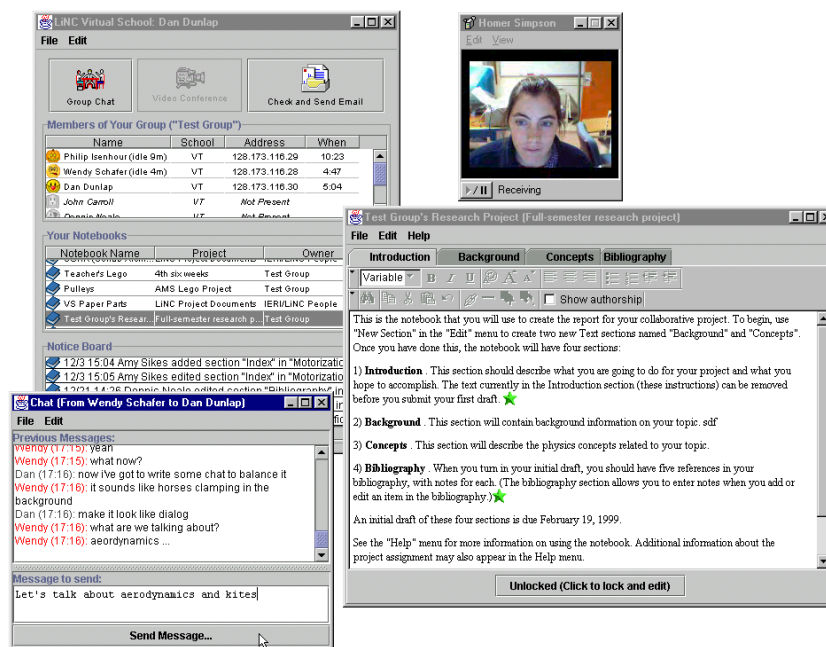 LiNC Virtual School: Dan Dunlap
File Edit
Group Chat
Video Conference
Check and Send Email
Members of Your Group ("Test Group")
Name School Address When
Philip Isenhour (idle 9m) VT 128.173.116.29 10:23
Wendy Schafer (idle 4m) VT 128.173.116.28 4:47
Dan Dunlap VT 128.173.116.30 5:04
John Carroll VT Not Present
Dennis Neale VT Not Present
Your Notebooks
Notebook Name Project Owner
Teacher's Lego 4th six weeks Test Group
Pulleys AMS Lego Project Test Group
VS Paper Parts LiNC Project Documents IERI/LiNC People
Test Group's Resear... Full-semester research p... Test Group
Notice Board
12/3 15:04 Amy Sikes added section "Index" in "Motorizatio
12/3 15:05 Amy Sikes edited section "Index" in "Motorizatio
12/21 14:26 Dennis Neale edited section "Bibliography" in
Homer Simpson
Edit View
Receiving
Test Group's Research Project (Full-semester research project)
File Edit Help
Introduction Background Concepts Bibliography
Variable B I U A A
Show authorship
This is the notebook that you will use to create the report for your collaborative project. To begin, use
"New Section" in the "Edit" menu to create two new Text sections named "Background" and "Concepts".
Once you have done this, the notebook will have four sections:
1) Introduction . This section should describe what you are going to do for your project and what you
hope to accomplish. The text currently in the Introduction section (these instructions) can be removed
before you submit your first draft.
2) Background . This section will contain background information on your topic. sdf
3) Concepts . This section will describe the physics concepts related to your topic.
4) Bibliography . When you turn in your initial draft, you should have five references in your
bibliography, with notes for each. (The bibliography section allows you to enter notes when you add or
edit an item in the bibliography.)
An initial draft of these four sections is due February 19, 1999.
See the "Help" menu for more information on using the notebook. Additional information about the
project assignment may also appear in the Help menu.
Unlocked (Click to lock and edit)
Chat (From Wendy Schafer to Dan Dunlap)
File Edit
Previous Messages:
Wendy (17:15): yeah
Wendy (17:15): what now?
Dan (17:16): now i've got to write some chat to balance it
Wendy (17:16): it sounds like horses clamping in the
background
Dan (17:16): make it look like dialog
Wendy (17:16): what are we talking about?
Wendy (17:16): aeordynamics ...
Message to send:
Let's talk about aerodynamics and kites
Send Message...